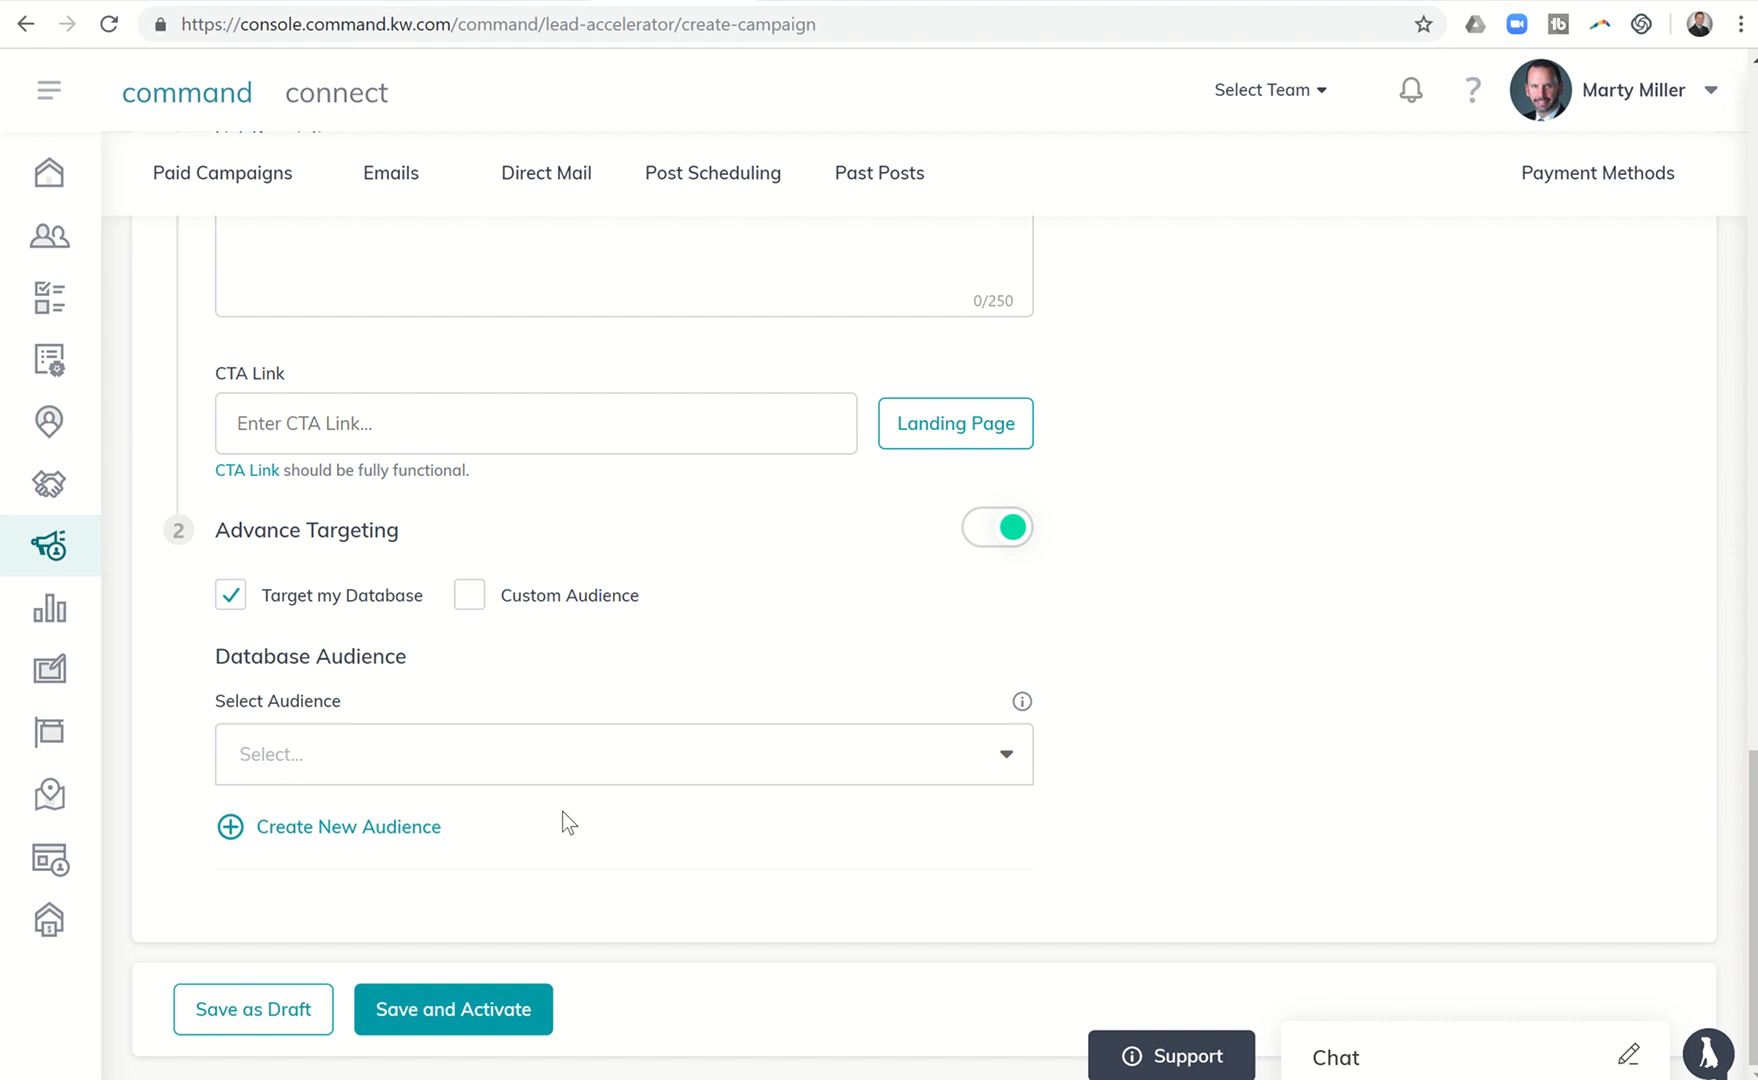 https://console.command.kw.com/command/lead-accelerator/create-campaign
command connect
Select Team
?
Marty Miller
Paid Campaigns
Emails
Direct Mail
Post Scheduling
Past Posts
Payment Methods
0/250
CTA Link
Enter CTA Link...
Landing Page
CTA Link should be fully functional.
2
Advance Targeting
Target my Database
Custom Audience
Database Audience
Select Audience
Select...
Create New Audience
Save as Draft
Save and Activate
Support
Chat